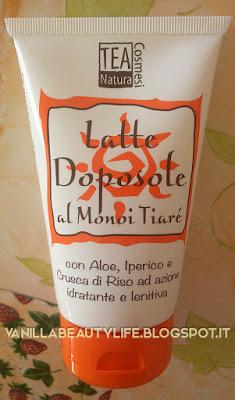 TEA
Natura
Cosmesi
Latte
Doposole
al Monoi Tiaré
con Aloe, Iperico e
Crusca di Riso ad azione
idratante e lenitiva
VANILLABEAUTYLIFE.BLOGSPOT.IT